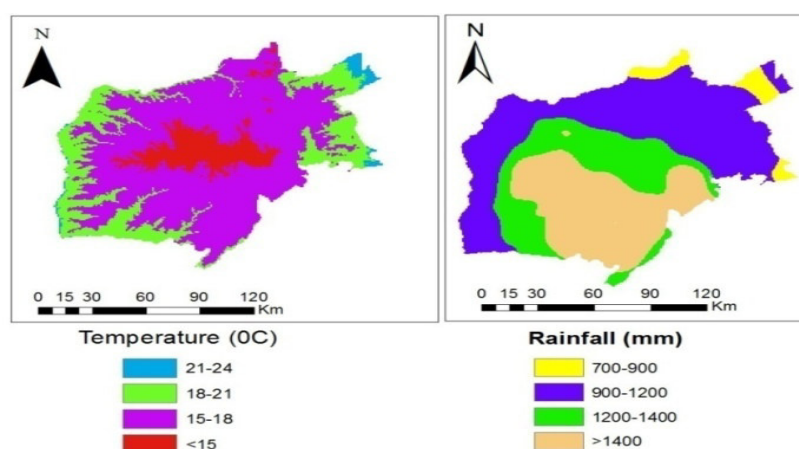 N
0 15 30 60 90 120
Km
Temperature (0C)
21-24
18-21
15-18
<15
N
0 15 30 60 90 120
Km
Rainfall (mm)
700-900
900-1200
1200-1400
>1400